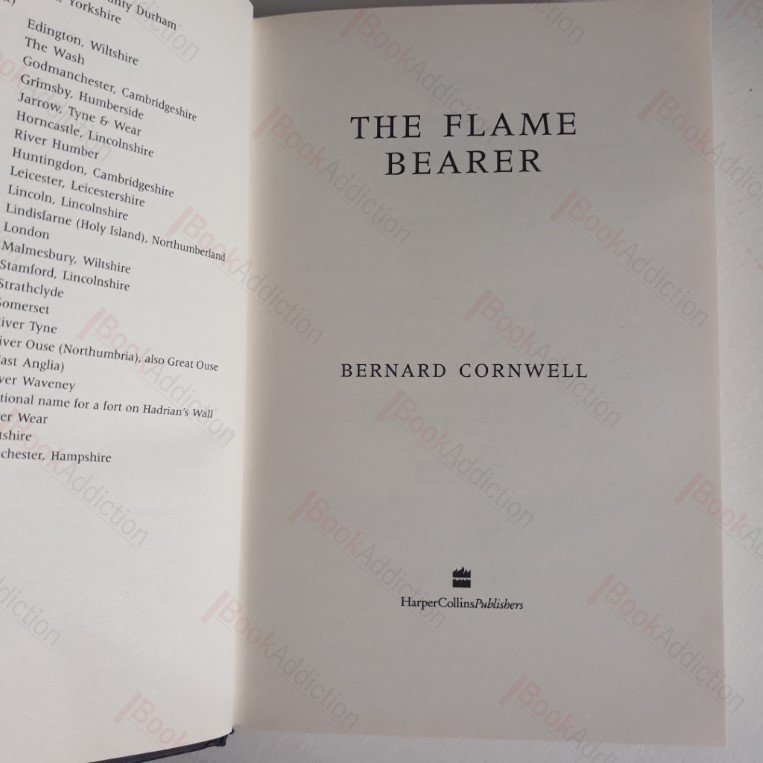 nty Durham
Yorkshire
Edington, Wiltshire
The Wash
Godmanchester, Cambridgeshire
Grimsby, Humberside
Jarrow, Tyne & Wear
Horncastle, Lincolnshire
River Humber
Huntingdon, Cambridgeshire
Leicester, Leicestershire
Lincoln, Lincolnshire
Lindisfarne (Holy Island), Northumberland
London
Malmesbury, Wiltshire
Stamford, Lincolnshire
Strathclyde
Somerset
iver Tyne
iver Ouse (Northumbria), also Great Ouse
ast Anglia)
ver Waveney
tional name for a fort on Hadrian's Wall
er Wear
tshire
chester, Hampshire
THE FLAME
BEARER
BERNARD CORNWELL
HarperCollinsPublishers
BookAddiction